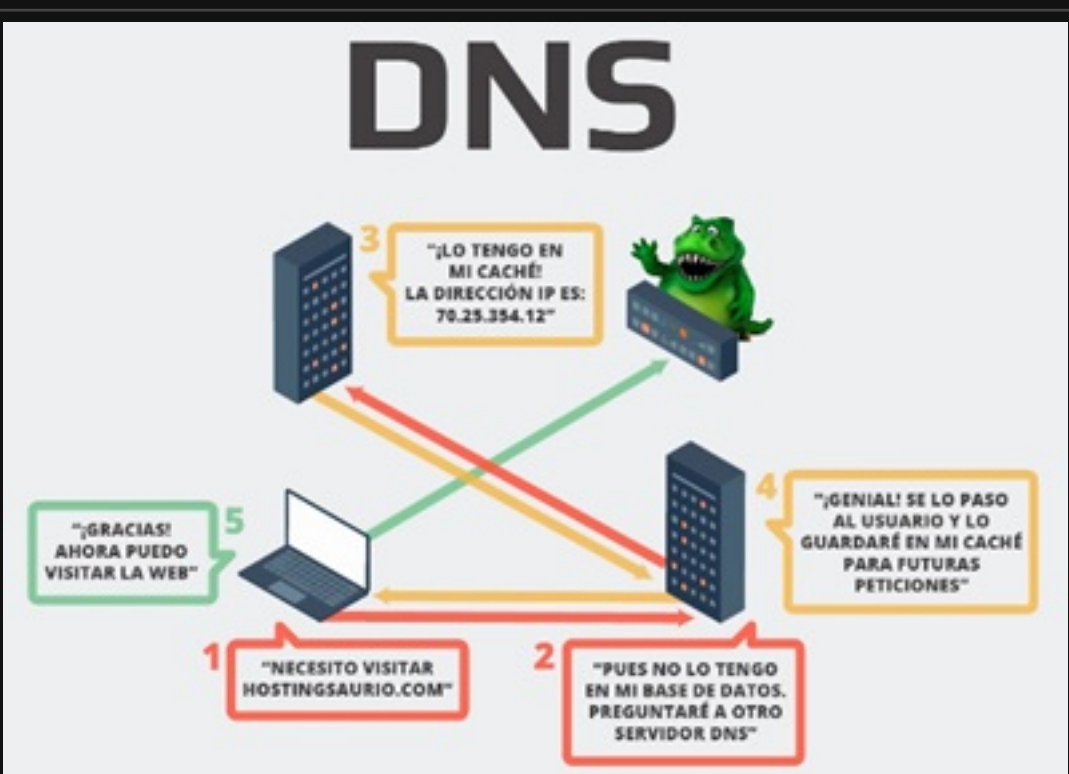 DNS
1
"NECESITO VISITAR
HOSTINGSAURIO.COM"
2
"PUES NO LO TENGO
EN MI BASE DE DATOS.
PREGUNTARÉ A OTRO
SERVIDOR DNS"
3
"¡LO TENGO EN
MI CACHÉ!
LA DIRECCIÓN IP ES:
70.25.354.12"
4
"¡GENIAL! SE LO PASO
AL USUARIO Y LO
GUARDARÉ EN MI CACHÉ
PARA FUTURAS
PETICIONES"
5
"¡GRACIAS!
AHORA PUEDO
VISITAR LA WEB"